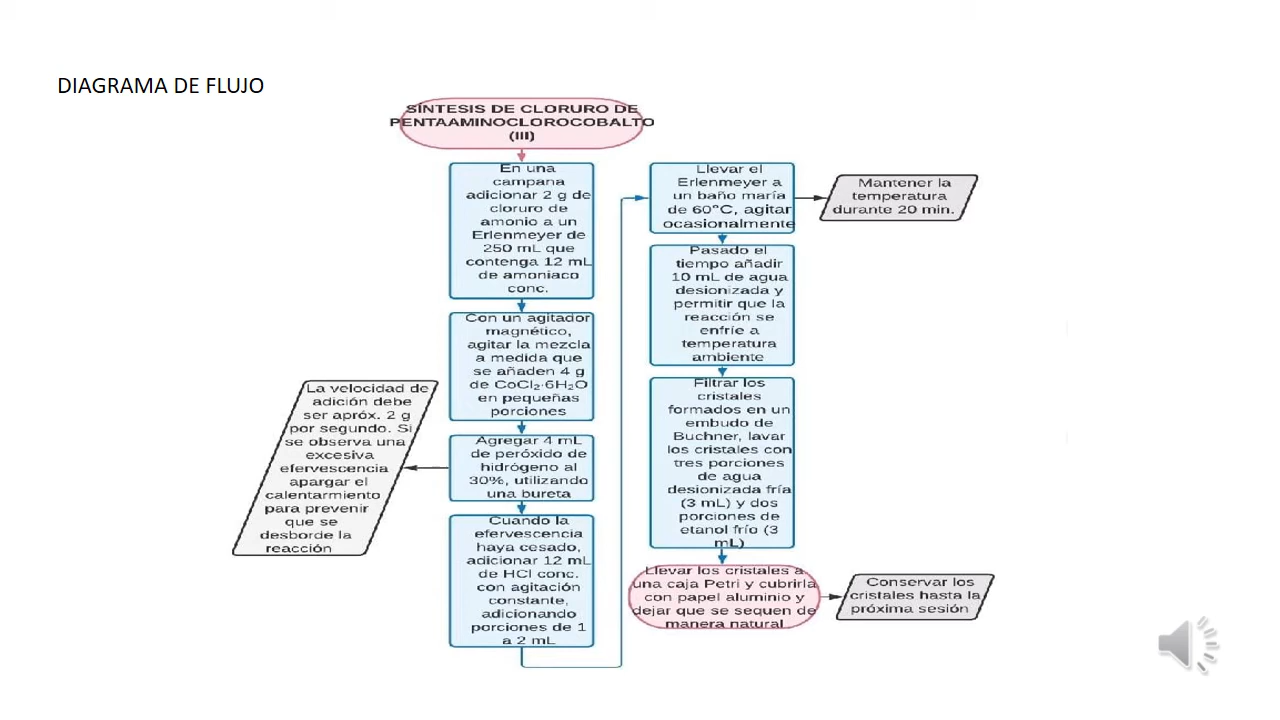 DIAGRAMA DE FLUJO
SÍNTESIS DE CLORURO DE
PENTAAMINOCLOROCOBALTO
(III)
En una
campana
adicionar 2 g de
cloruro de
amonio a un
Erlenmeyer de
250 mL que
contenga 12 mL
de amoniaco
conc.
Con un agitador
magnético,
agitar la mezcla
a medida que
se añaden 4 g
de CoCl₂·6H₂O
en pequeñas
porciones
Agregar 4 mL
de peróxido de
hidrógeno al
30%, utilizando
una bureta
La velocidad de
adición debe
ser apróx. 2 g
por segundo. Si
se observa una
excesiva
efervescencia
apargar el
calentarmiento
para prevenir
que se
desborde la
reacción
Cuando la
efervescencia
haya cesado,
adicionar 12 mL
de HCl conc.
con agitación
constante,
adicionando
porciones de 1
a 2 mL
Llevar el
Erlenmeyer a
un baño maría
de 60°C, agitar
ocasionalmente
Mantener la
temperatura
durante 20 min.
Pasado el
tiempo añadir
10 mL de agua
desionizada y
permitir que la
reacción se
enfríe a
temperatura
ambiente
Filtrar los
cristales
formados en un
embudo de
Buchner, lavar
los cristales con
tres porciones
de agua
desionizada fría
(3 mL) y dos
porciones de
etanol frío (3
mL)
Llevar los cristales a
una caja Petri y cubrirla
con papel aluminio y
dejar que se sequen de
manera natural
Conservar los
cristales hasta la
próxima sesión